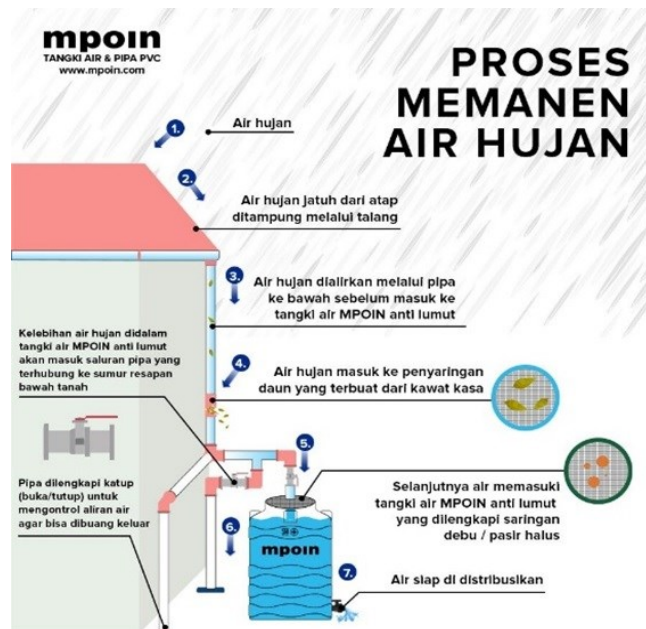 mpoin
TANGKI AIR & PIPA PVC
www.mpoin.com
PROSES
MEMANEN
AIR HUJAN
1.
Air hujan
2.
Air hujan jatuh dari atap
ditampung melalui talang
3.
Air hujan dialirkan melalui pipa
ke bawah sebelum masuk ke
tangki air MPOIN anti lumut
Kelebihan air hujan didalam
tangki air MPOIN anti lumut
akan masuk saluran pipa yang
terhubung ke sumur resapan
bawah tanah
4.
Air hujan masuk ke penyaringan
daun yang terbuat dari kawat kasa
5.
Selanjutnya air memasuki
tangki air MPOIN anti lumut
yang dilengkapi saringan
debu / pasir halus
Pipa dilengkapi katup
(buka/tutup) untuk
mengontrol aliran air
agar bisa dibuang keluar
6.
mpoin
7.
Air siap di distribusikan